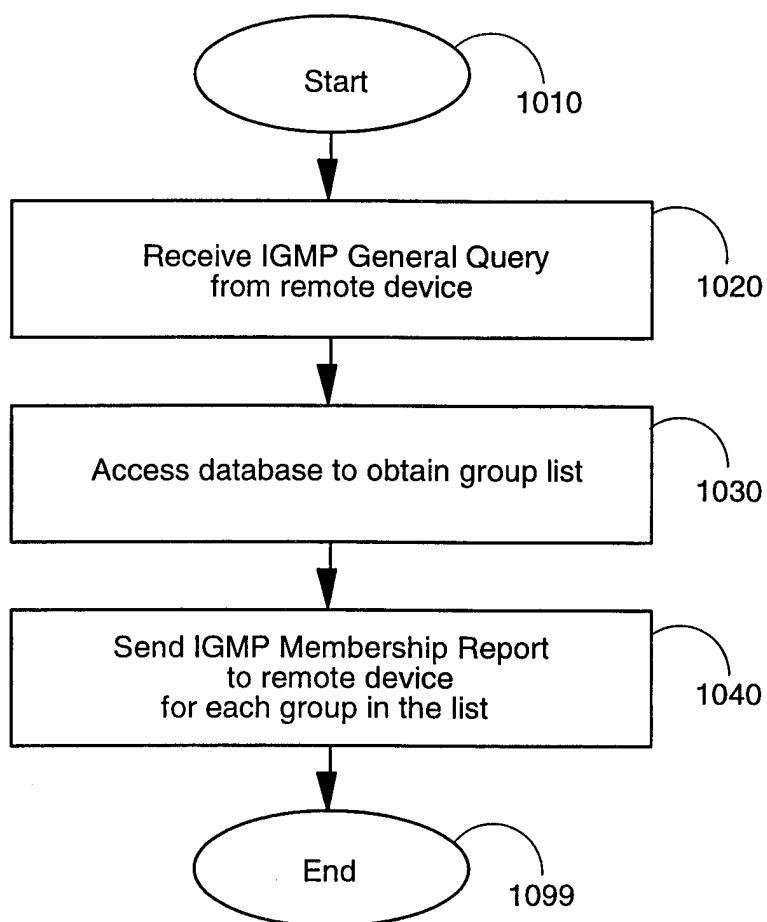 Start
1010
Receive IGMP General Query
from remote device
1020
Access database to obtain group list
1030
Send IGMP Membership Report
to remote device
for each group in the list
1040
End
1099